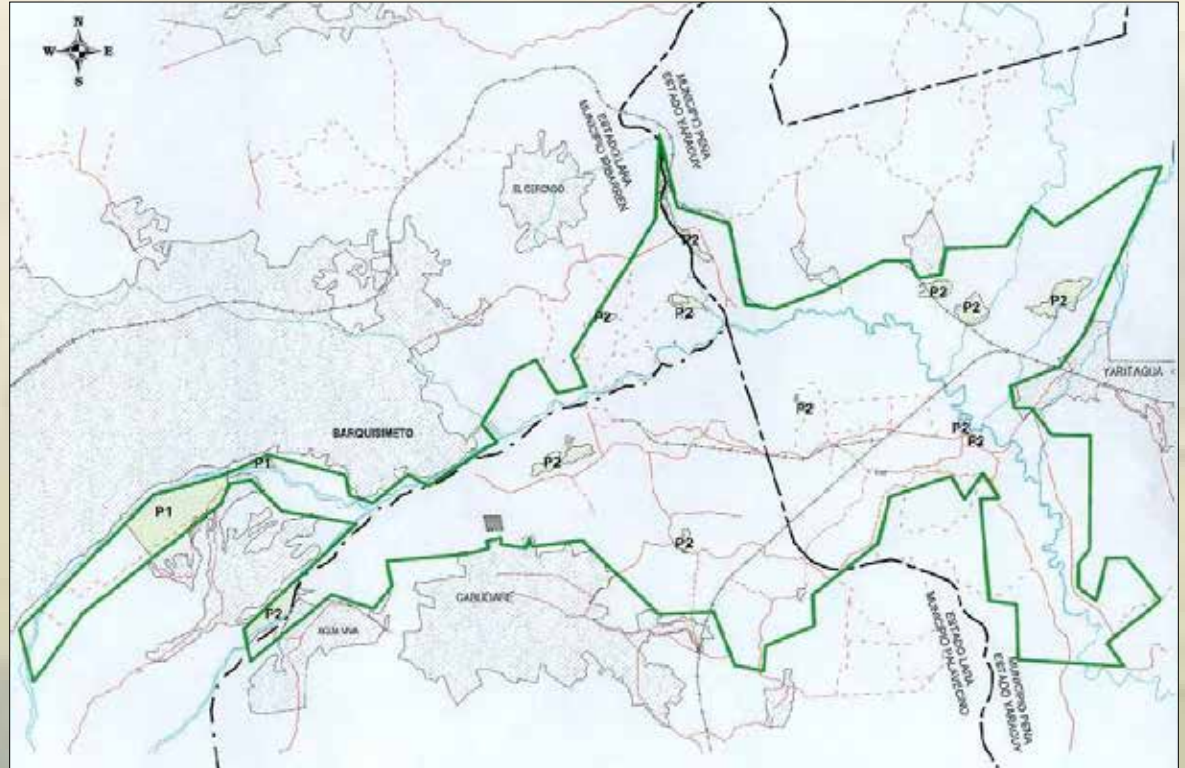 N
W E
S
MUNICIPIO PEÑA
ESTADO YARACUY
ESTADO LARA
MUNICIPIO IRIBARREN
EL CERCADO
P2
P2
P2
P2
P2
P2
P2
YARITAGUA
P2
BARQUISIMETO
P2
P2
P1
P2
P1
P2
CABUDARE
P2
AGUA VIVA
ESTADO LARA
MUNICIPIO PALAVECINO
MUNICIPIO PEÑA
ESTADO YARACUY